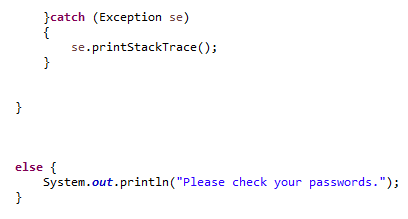 }catch (Exception se)
{
se.printStackTrace();
}
}
else {
System.out.println("Please check your passwords.");
}